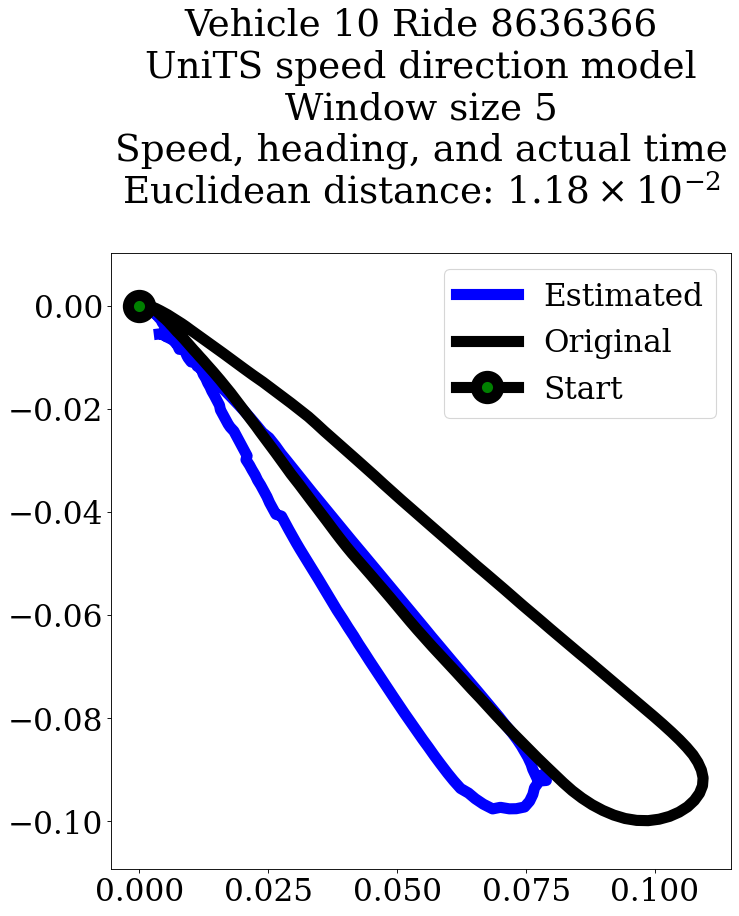 Vehicle 10 Ride 8636366
UniTS speed direction model
Window size 5
Speed, heading, and actual time
Euclidean distance: 1.18 × 10⁻²
Estimated
Original
Start
0.00
−0.02
−0.04
−0.06
−0.08
−0.10
0.000 0.025 0.050 0.075 0.100